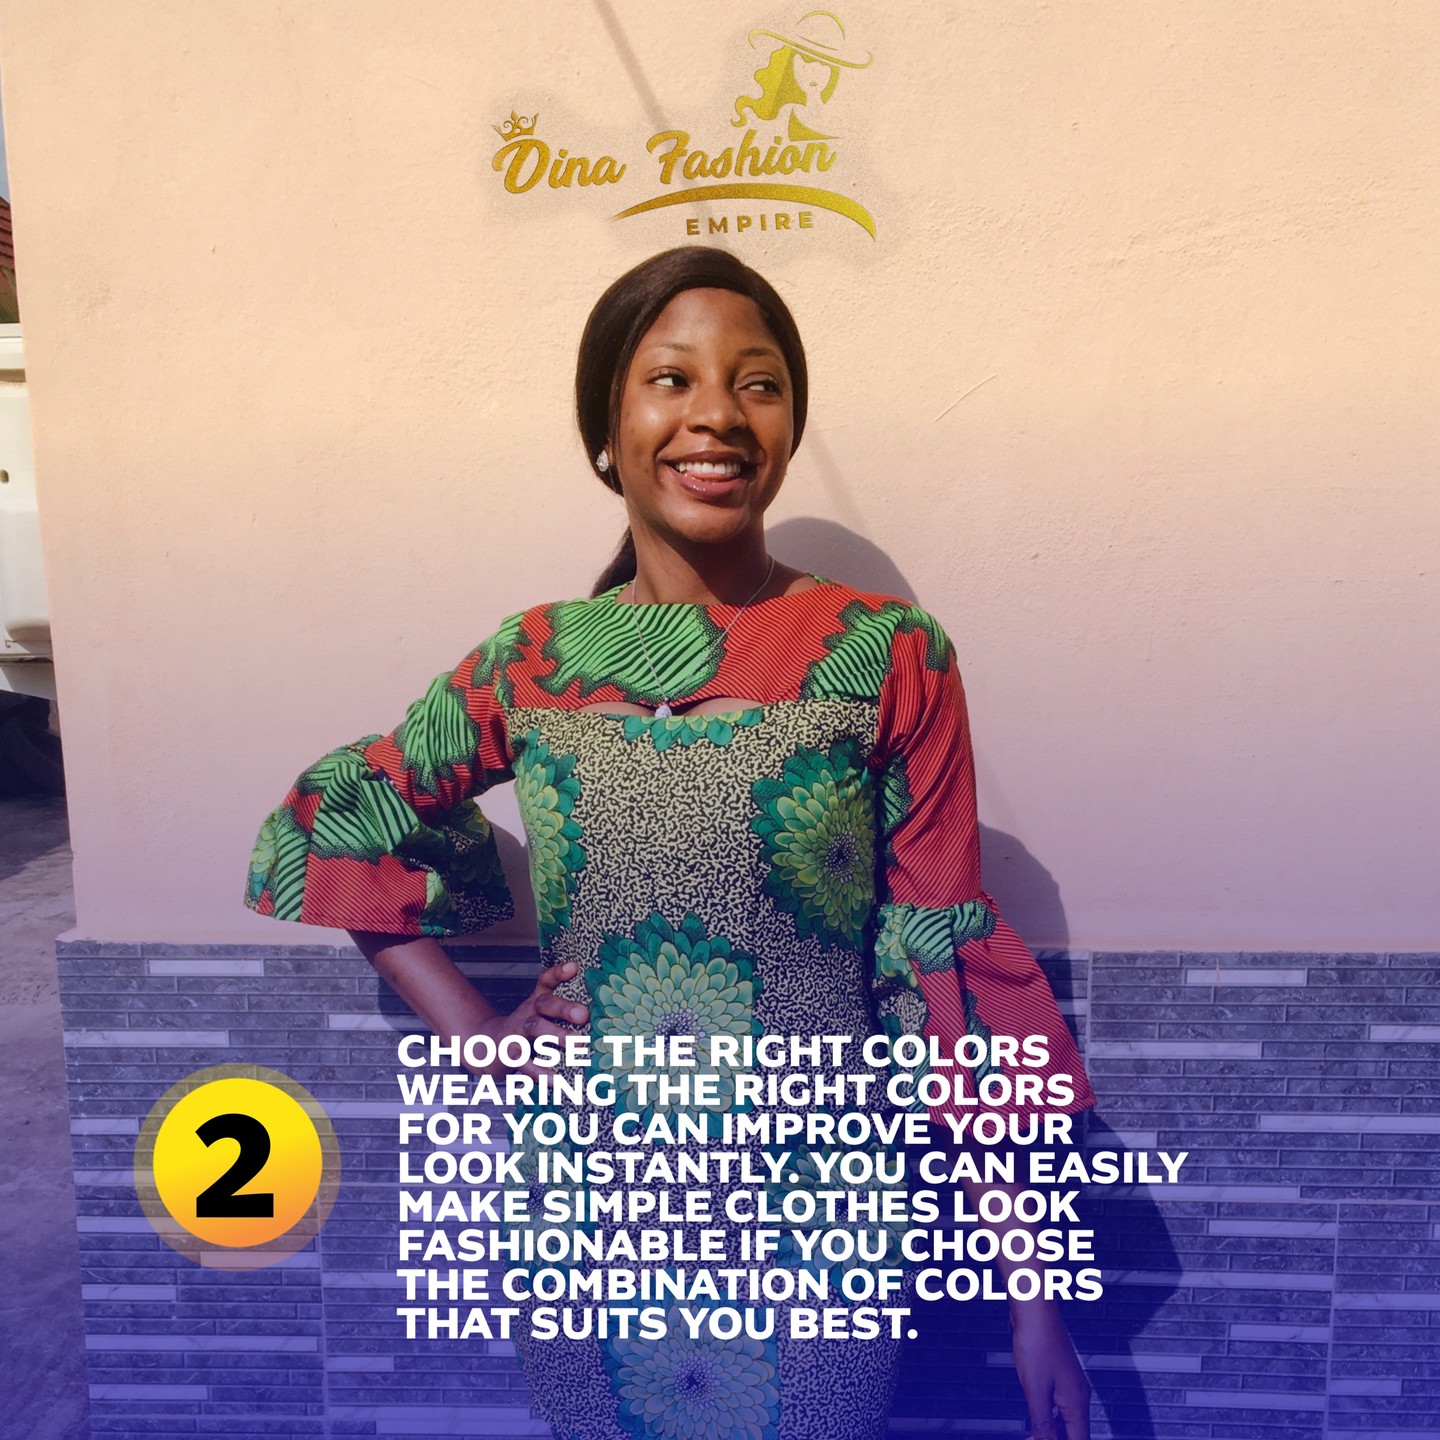 Dina Fashion
EMPIRE
2
CHOOSE THE RIGHT COLORS
WEARING THE RIGHT COLORS
FOR YOU CAN IMPROVE YOUR
LOOK INSTANTLY. YOU CAN EASILY
MAKE SIMPLE CLOTHES LOOK
FASHIONABLE IF YOU CHOOSE
THE COMBINATION OF COLORS
THAT SUITS YOU BEST.